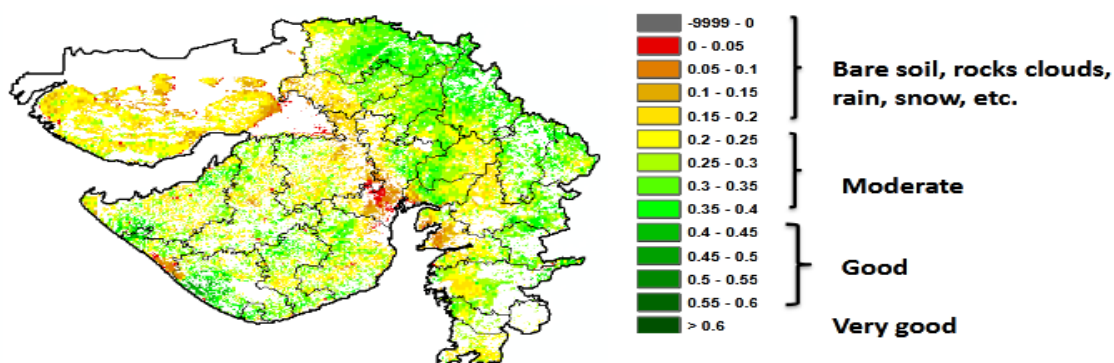 -9999 - 0
0 - 0.05
0.05 - 0.1
0.1 - 0.15
0.15 - 0.2
0.2 - 0.25
0.25 - 0.3
0.3 - 0.35
0.35 - 0.4
0.4 - 0.45
0.45 - 0.5
0.5 - 0.55
0.55 - 0.6
> 0.6
Bare soil, rocks clouds,
rain, snow, etc.
Moderate
Good
Very good